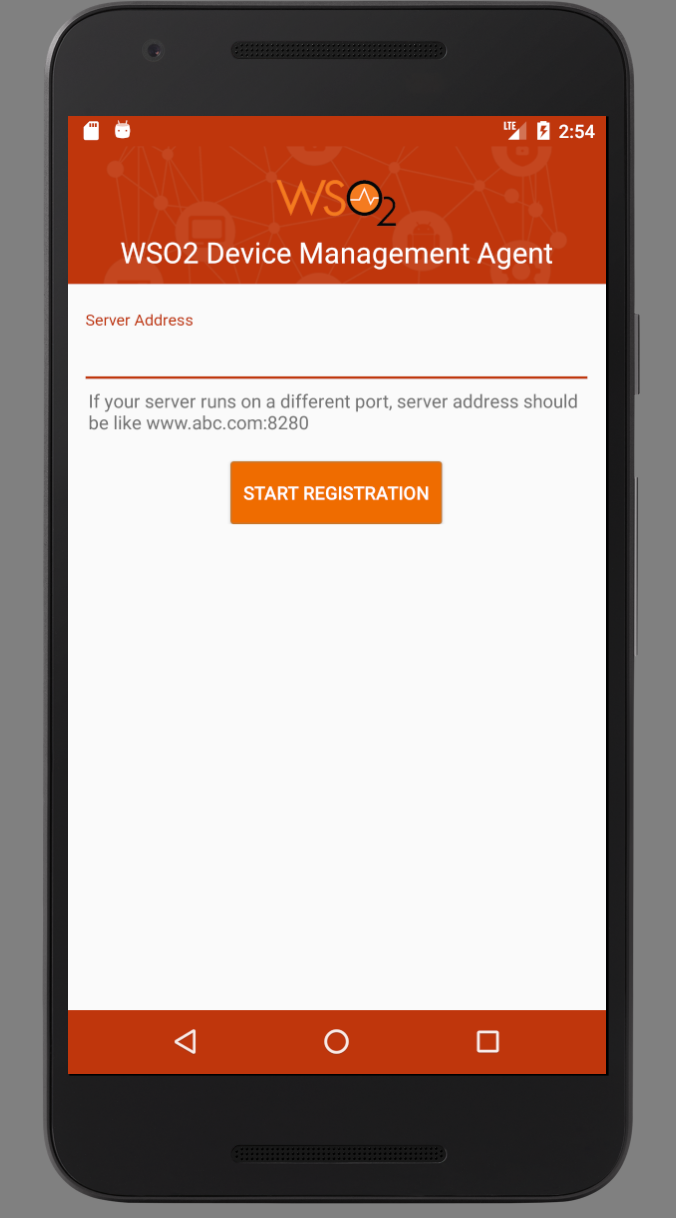 LTE 2:54
WSO2
WSO2 Device Management Agent
Server Address
If your server runs on a different port, server address should
be like www.abc.com:8280
START REGISTRATION